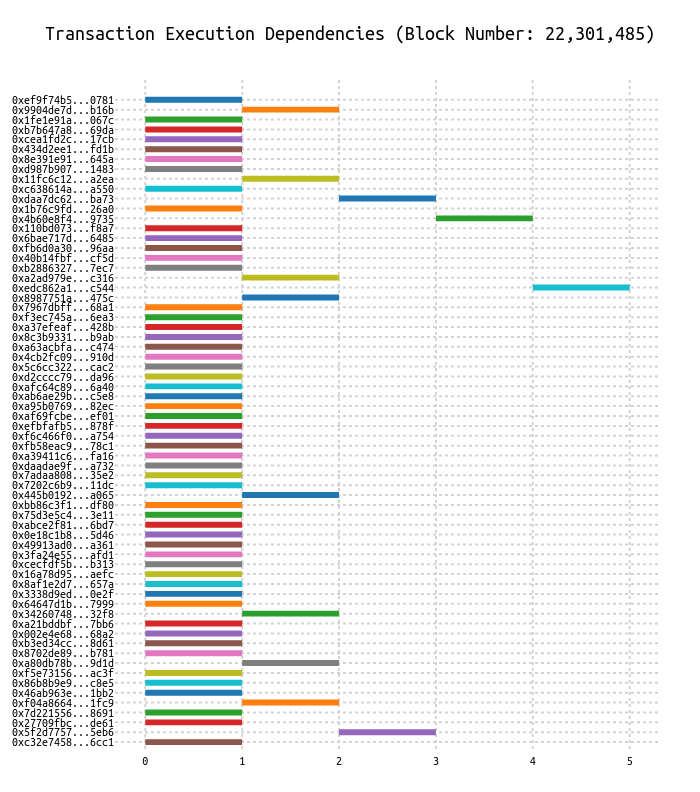 Transaction Execution Dependencies (Block Number: 22,301,485)
0xef9f74b5...0781
0x9904de7d...b16b
0x1fe1e91a...067c
0xb7b647a8...69da
0xcea1fd2c...17cb
0x434d2ee1...fd1b
0x8e391e91...645a
0xd987b907...1483
0x11fc6c12...a2ea
0xc638614a...a550
0xdaa7dc62...ba73
0x1b76c9fd...26a0
0x4b60e8f4...9735
0x110bd073...f8a7
0x6bae717d...6485
0xfb6d0a30...96aa
0x40b14fbf...cf5d
0xb2886327...7ec7
0xa2ad979e...c316
0xedc862a1...c544
0x8987751a...475c
0x7967dbff...68a1
0xf3ec745a...6ea3
0xa37efeaf...428b
0x8c3b9331...b9ab
0xa63acbfa...c474
0x4cb2fc09...910d
0x5c6cc322...cac2
0xd2cccc79...da96
0xafc64c89...6a40
0xab6ae29b...c5e8
0xa95b0769...82ec
0xaf69fcbe...ef01
0xefbfafb5...878f
0xf6c466f0...a754
0xfb58eac9...78c1
0xa39411c6...fa16
0xdaadae9f...a732
0x7adaa808...35e2
0x7202c6b9...11dc
0x445b0192...a065
0xbb86c3f1...df80
0x75d3e5c4...3e11
0xabce2f81...6bd7
0x0e18c1b8...5d46
0x49913ad0...a361
0x3fa24e55...afd1
0xcecfdf5b...b313
0x16a78d95...aefc
0x8af1e2d7...657a
0x3338d9ed...0e2f
0x64647d1b...7999
0x34260748...32f8
0xa21bddbf...7bb6
0x002e4e68...68a2
0xb3ed34cc...8d61
0x8702de89...b781
0xa80db78b...9d1d
0xf5e73156...ac3f
0x86b8b9e9...c8e5
0x46ab963e...1bb2
0xf04a8664...1fc9
0x7d221556...8691
0x27709fbc...de61
0x5f2d7757...5eb6
0xc32e7458...6cc1
0 1 2 3 4 5